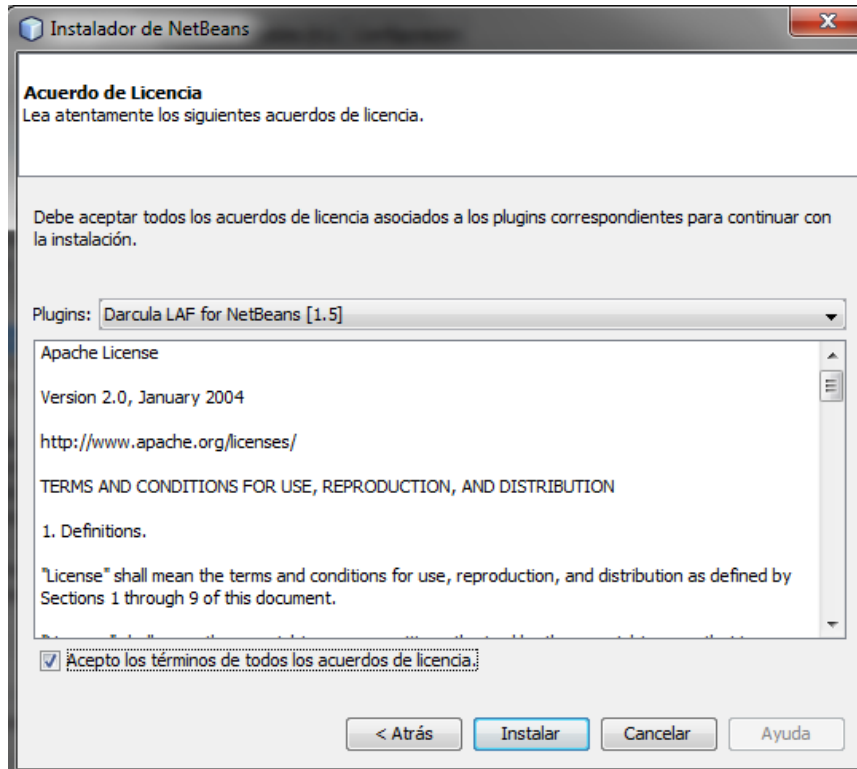 Instalador de NetBeans
Acuerdo de Licencia
Lea atentamente los siguientes acuerdos de licencia.
Debe aceptar todos los acuerdos de licencia asociados a los plugins correspondientes para continuar con
la instalación.
Plugins: Darcula LAF for NetBeans [1.5]
Apache License
Version 2.0, January 2004
http://www.apache.org/licenses/
TERMS AND CONDITIONS FOR USE, REPRODUCTION, AND DISTRIBUTION
1. Definitions.
"License" shall mean the terms and conditions for use, reproduction, and distribution as defined by
Sections 1 through 9 of this document.
Acepto los términos de todos los acuerdos de licencia.
< Atrás Instalar Cancelar Ayuda